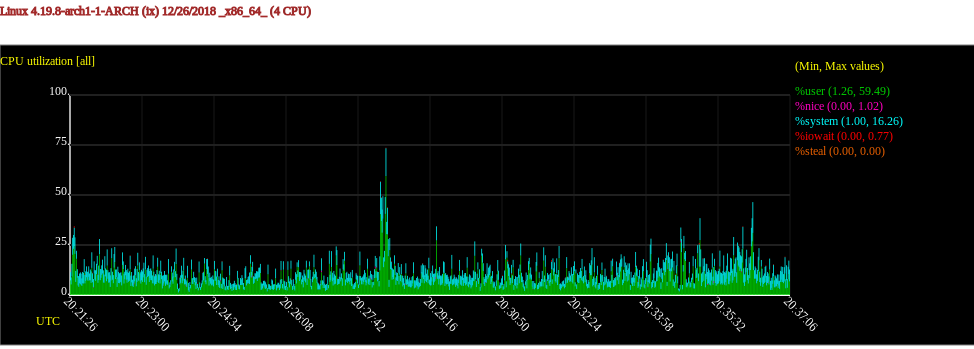 Linux 4.19.8-arch1-1-ARCH (ix) 12/26/2018 _x86_64_ (4 CPU)
CPU utilization [all]
(Min, Max values)
%user (1.26, 59.49)
%nice (0.00, 1.02)
%system (1.00, 16.26)
%iowait (0.00, 0.77)
%steal (0.00, 0.00)
100.
75.
50.
25.
0.
20:21:26
20:23:00
20:24:34
20:26:08
20:27:42
20:29:16
20:30:50
20:32:24
20:33:58
20:35:32
20:37:06
UTC